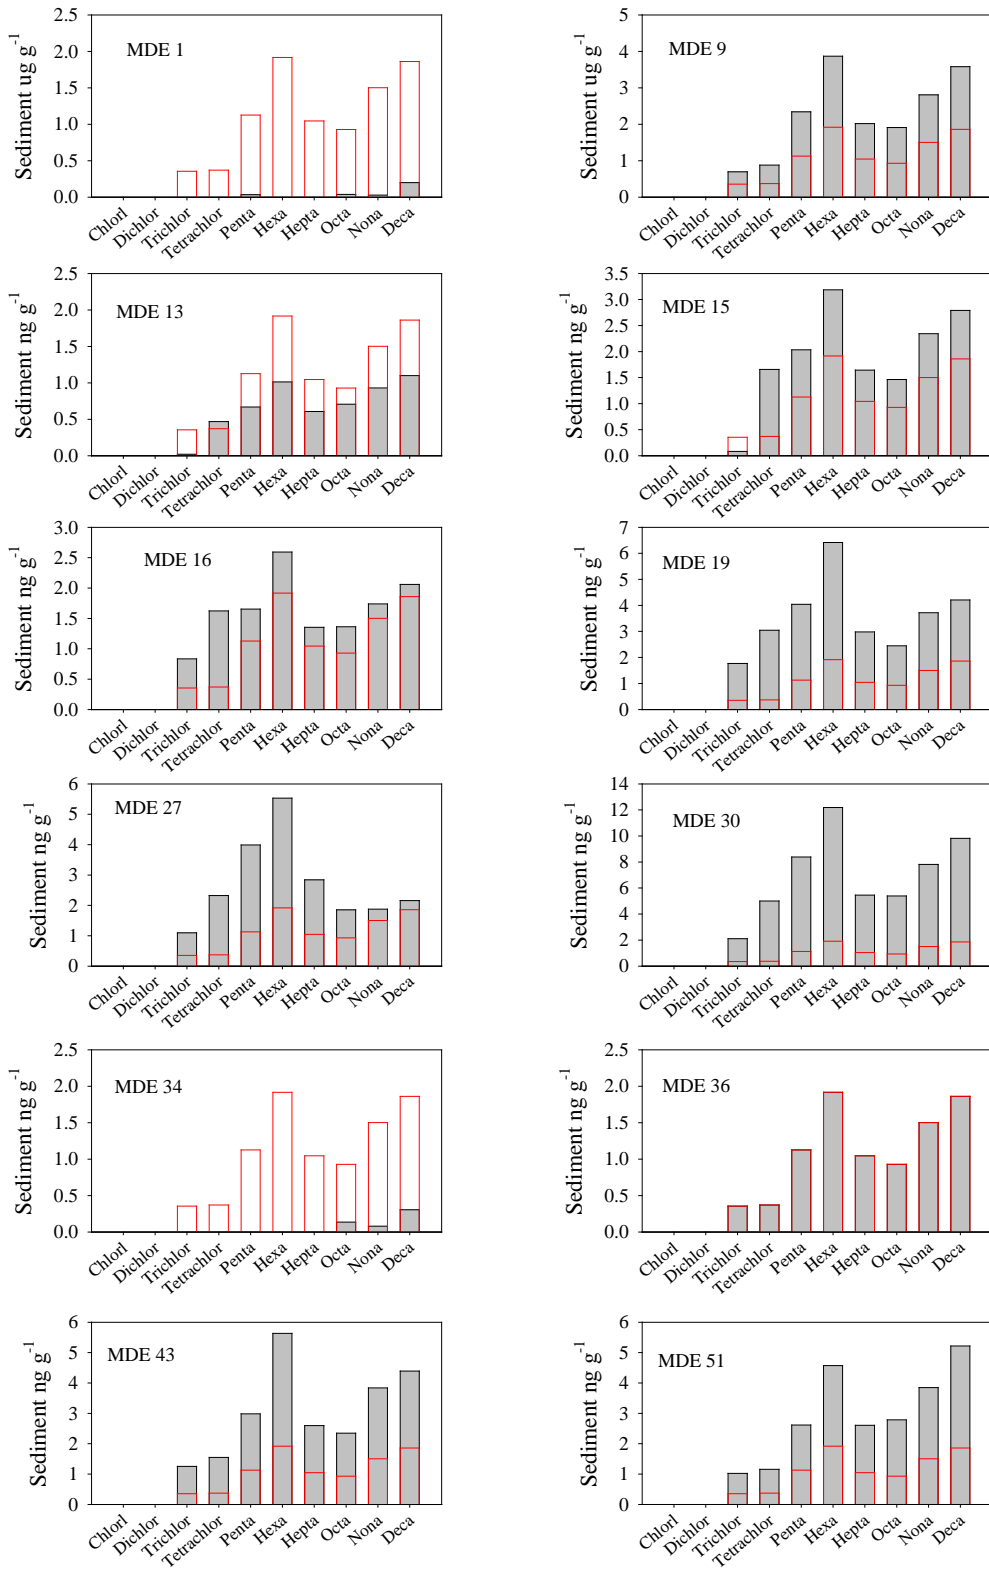 MDE 1
Sediment ug g-1
2.5
2.0
1.5
1.0
0.5
0.0
Chlorl Dichlor Trichlor Tetrachlor Penta Hexa Hepta Octa Nona Deca
MDE 9
Sediment ug g-1
5
4
3
2
1
0
Chlorl Dichlor Trichlor Tetrachlor Penta Hexa Hepta Octa Nona Deca
MDE 13
Sediment ng g-1
2.5
2.0
1.5
1.0
0.5
0.0
Chlorl Dichlor Trichlor Tetrachlor Penta Hexa Hepta Octa Nona Deca
MDE 15
Sediment ng g-1
3.5
3.0
2.5
2.0
1.5
1.0
0.5
0.0
Chlorl Dichlor Trichlor Tetrachlor Penta Hexa Hepta Octa Nona Deca
MDE 16
Sediment ng g-1
3.0
2.5
2.0
1.5
1.0
0.5
0.0
Chlorl Dichlor Trichlor Tetrachlor Penta Hexa Hepta Octa Nona Deca
MDE 19
Sediment ng g-1
7
6
5
4
3
2
1
0
Chlorl Dichlor Trichlor Tetrachlor Penta Hexa Hepta Octa Nona Deca
MDE 27
Sediment ng g-1
6
5
4
3
2
1
0
Chlorl Dichlor Trichlor Tetrachlor Penta Hexa Hepta Octa Nona Deca
MDE 30
Sediment ng g-1
14
12
10
8
6
4
2
0
Chlorl Dichlor Trichlor Tetrachlor Penta Hexa Hepta Octa Nona Deca
MDE 34
Sediment ng g-1
2.5
2.0
1.5
1.0
0.5
0.0
Chlorl Dichlor Trichlor Tetrachlor Penta Hexa Hepta Octa Nona Deca
MDE 36
Sediment ng g-1
2.5
2.0
1.5
1.0
0.5
0.0
Chlorl Dichlor Trichlor Tetrachlor Penta Hexa Hepta Octa Nona Deca
MDE 43
Sediment ng g-1
6
5
4
3
2
1
0
Chlorl Dichlor Trichlor Tetrachlor Penta Hexa Hepta Octa Nona Deca
MDE 51
Sediment ng g-1
6
5
4
3
2
1
0
Chlorl Dichlor Trichlor Tetrachlor Penta Hexa Hepta Octa Nona Deca